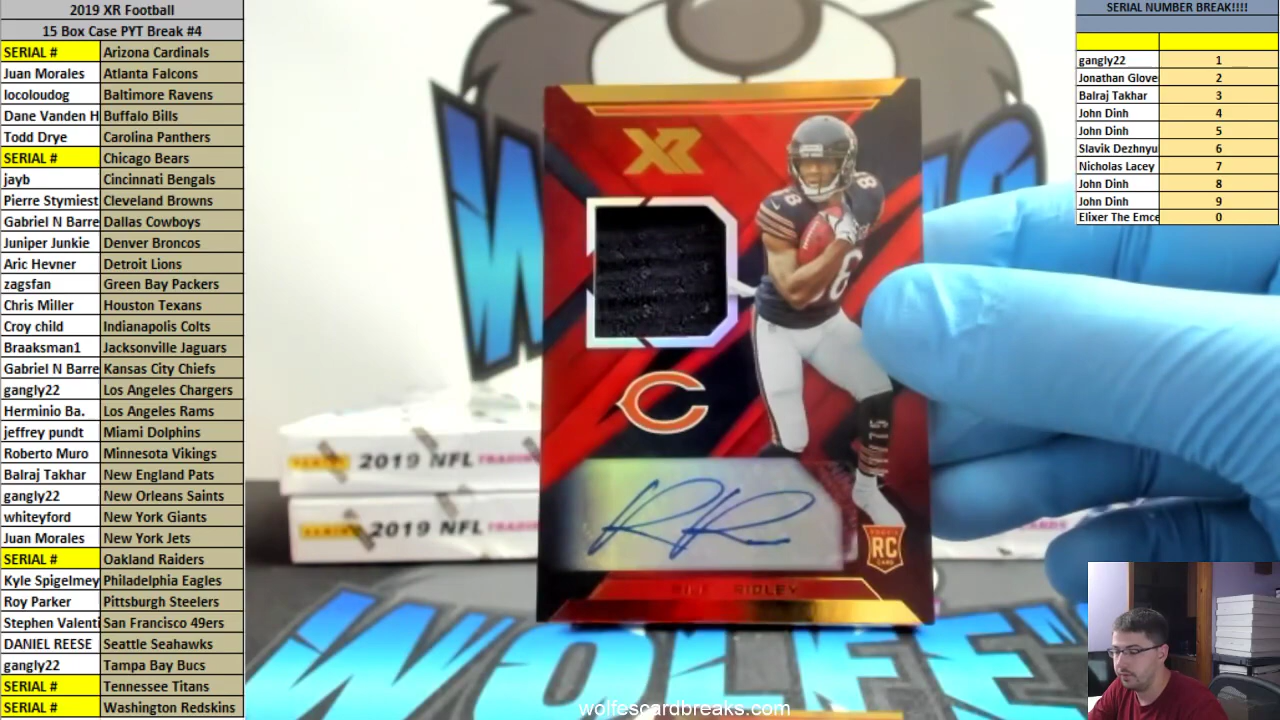 2019 XR Football
15 Box Case PYT Break #4
SERIAL # Arizona Cardinals
Juan Morales Atlanta Falcons
locoloudog Baltimore Ravens
Dane Vanden H Buffalo Bills
Todd Drye Carolina Panthers
SERIAL # Chicago Bears
jayb Cincinnati Bengals
Pierre Stymiest Cleveland Browns
Gabriel N Barre Dallas Cowboys
Juniper Junkie Denver Broncos
Aric Hevner Detroit Lions
zagsfan Green Bay Packers
Chris Miller Houston Texans
Croy child Indianapolis Colts
Braaksman1 Jacksonville Jaguars
Gabriel N Barre Kansas City Chiefs
gangly22 Los Angeles Chargers
Herminio Ba. Los Angeles Rams
jeffrey pundt Miami Dolphins
Roberto Muro Minnesota Vikings
Balraj Takhar New England Pats
gangly22 New Orleans Saints
whiteyford New York Giants
Juan Morales New York Jets
SERIAL # Oakland Raiders
Kyle Spigelmey Philadelphia Eagles
Roy Parker Pittsburgh Steelers
Stephen Valenti San Francisco 49ers
DANIEL REESE Seattle Seahawks
gangly22 Tampa Bay Bucs
SERIAL # Tennessee Titans
SERIAL # Washington Redskins
SERIAL NUMBER BREAK!!!!
gangly22 1
Jonathan Glove 2
Balraj Takhar 3
John Dinh 4
John Dinh 5
Slavik Dezhnyu 6
Nicholas Lacey 7
John Dinh 8
John Dinh 9
Elixer The Emce 0
XR
RC
CARD
RIDLEY
PANINI 2019 NFL TRADING
PANINI 2019 NFL
CARDS
WOLFE"
wolfescardbreaks.com